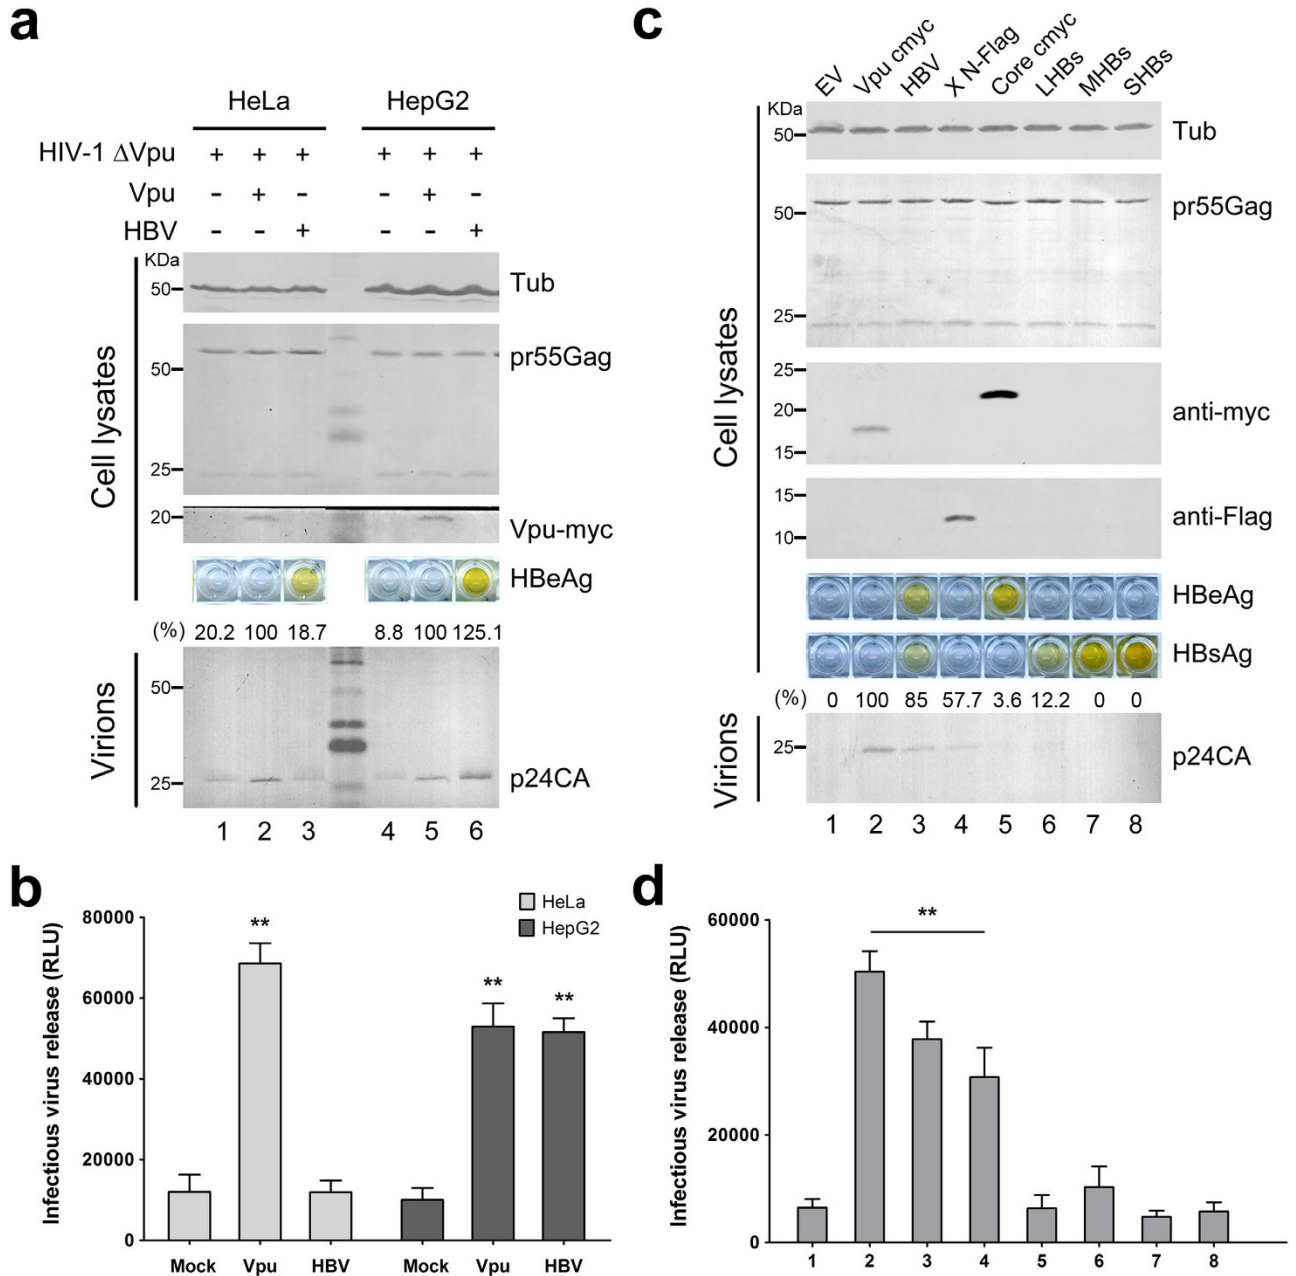 a
HeLa HepG2
HIV-1 ΔVpu + + + + + +
Vpu - + - - + -
HBV - - + - - +
KDa
50 Tub
50 pr55Gag
25
20 Vpu-myc
HBeAg
Cell lysates
(%) 20.2 100 18.7 8.8 100 125.1
50
25 p24CA
Virions
1 2 3 4 5 6
b
HeLa
HepG2
Infectious virus release (RLU)
80000
60000
40000
20000
0
** ** **
Mock Vpu HBV Mock Vpu HBV
c
EV Vpu cmyc HBV X N-Flag Core cmyc LHBs MHBs SHBs
KDa
50 Tub
50 pr55Gag
25
25
20 anti-myc
15
15 anti-Flag
10
HBeAg
HBsAg
Cell lysates
(%) 0 100 85 57.7 3.6 12.2 0 0
25 p24CA
Virions
1 2 3 4 5 6 7 8
d
Infectious virus release (RLU)
60000
40000
20000
0
**
1 2 3 4 5 6 7 8